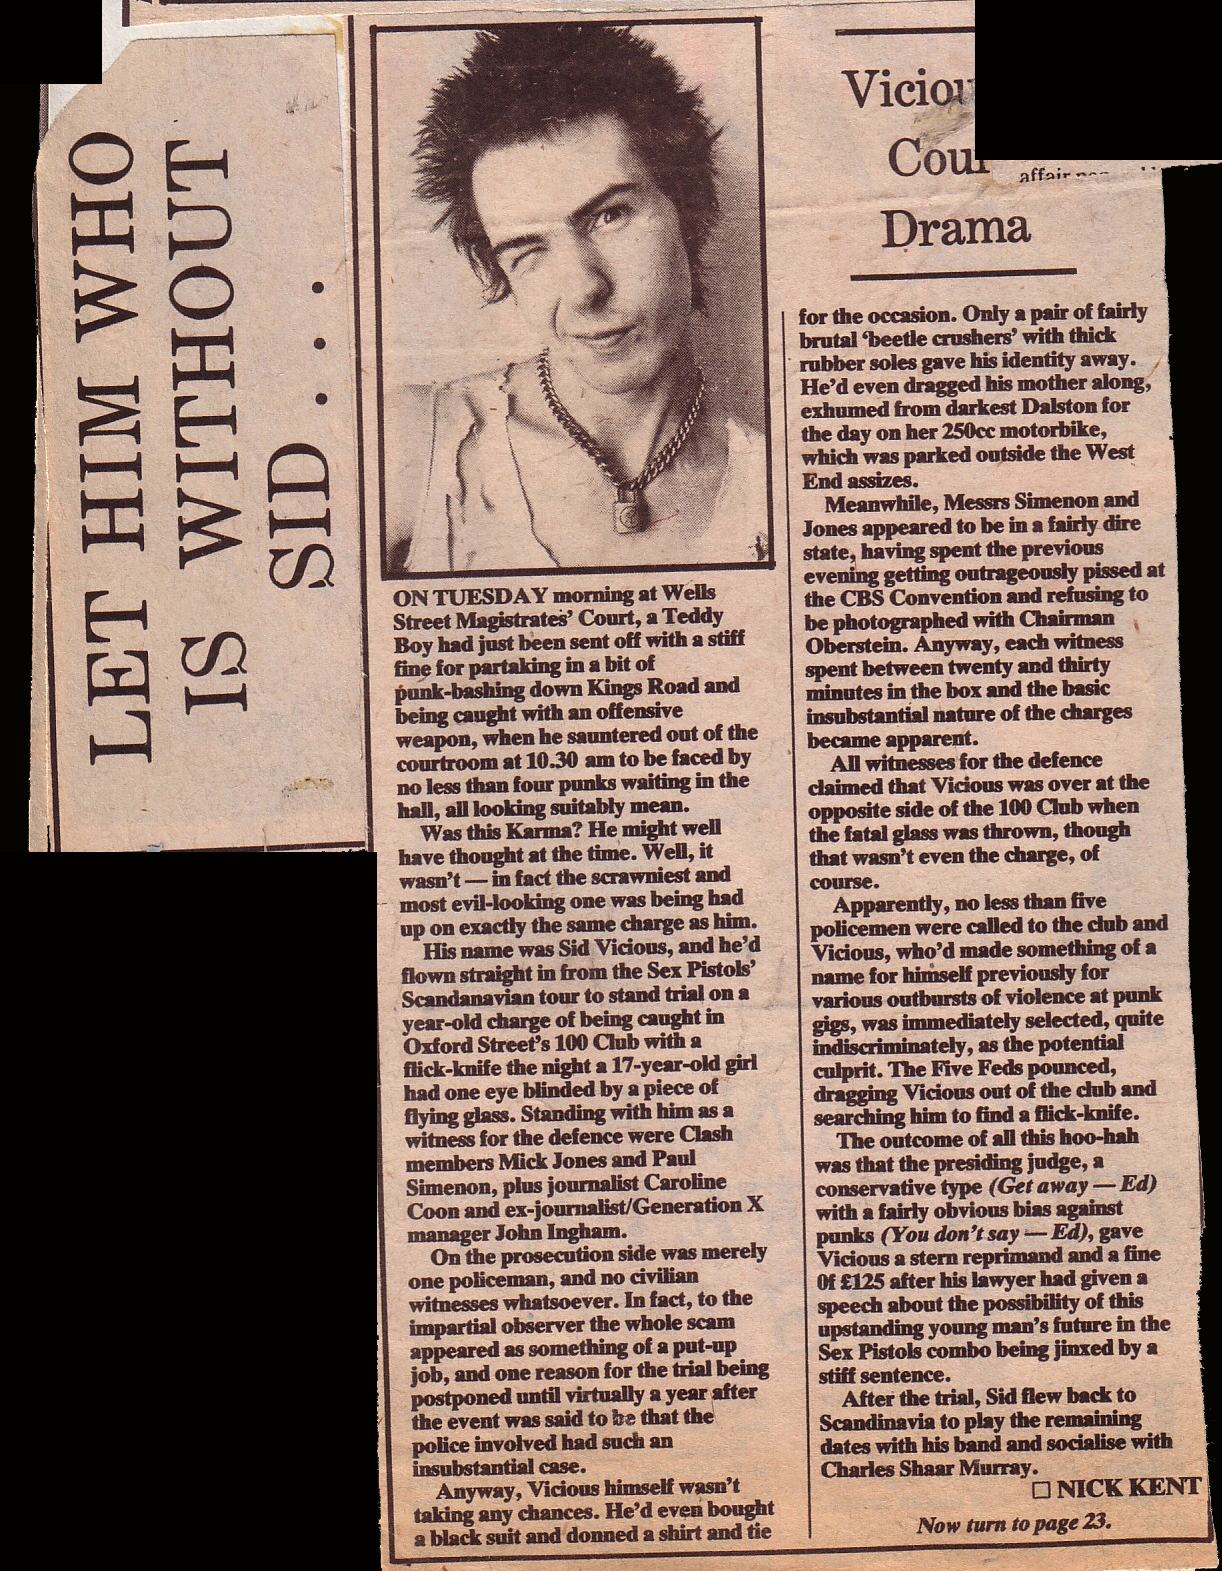 LET HIM WHO
IS WITHOUT
SID . . . .
Drama
affair
ON TUESDAY morning at Wells
Street Magistrates' Court, a Teddy
Boy had just been sent off with a stiff
fine for partaking in a bit of
punk-bashing down Kings Road and
being caught with an offensive
weapon, when he sauntered out of the
courtroom at 10.30 am to be faced by
no less than four punks waiting in the
hall, all looking suitably mean.
Was this Karma? He might well
have thought at the time. Well, it
wasn't — in fact the scrawniest and
most evil-looking one was being had
up on exactly the same charge as him.
His name was Sid Vicious, and he'd
flown straight in from the Sex Pistols'
Scandanavian tour to stand trial on a
year-old charge of being caught in
Oxford Street's 100 Club with a
flick-knife the night a 17-year-old girl
had one eye blinded by a piece of
flying glass. Standing with him as a
witness for the defence were Clash
members Mick Jones and Paul
Simenon, plus journalist Caroline
Coon and ex-journalist/Generation X
manager John Ingham.
On the prosecution side was merely
one policeman, and no civilian
witnesses whatsoever. In fact, to the
impartial observer the whole scam
appeared as something of a put-up
job, and one reason for the trial being
postponed until virtually a year after
the event was said to be that the
police involved had such an
insubstantial case.
Anyway, Vicious himself wasn't
taking any chances. He'd even bought
a black suit and donned a shirt and tie
for the occasion. Only a pair of fairly
brutal 'beetle crushers' with thick
rubber soles gave his identity away.
He'd even dragged his mother along,
exhumed from darkest Dalston for
the day on her 250cc motorbike,
which was parked outside the West
End assizes.
Meanwhile, Messrs Simenon and
Jones appeared to be in a fairly dire
state, having spent the previous
evening getting outrageously pissed at
the CBS Convention and refusing to
be photographed with Chairman
Oberstein. Anyway, each witness
spent between twenty and thirty
minutes in the box and the basic
insubstantial nature of the charges
became apparent.
All witnesses for the defence
claimed that Vicious was over at the
opposite side of the 100 Club when
the fatal glass was thrown, though
that wasn't even the charge, of
course.
Apparently, no less than five
policemen were called to the club and
Vicious, who'd made something of a
name for himself previously for
various outbursts of violence at punk
gigs, was immediately selected, quite
indiscriminately, as the potential
culprit. The Five Feds pounced,
dragging Vicious out of the club and
searching him to find a flick-knife.
The outcome of all this hoo-hah
was that the presiding judge, a
conservative type (Get away — Ed)
with a fairly obvious bias against
punks (You don't say — Ed), gave
Vicious a stern reprimand and a fine
0f £125 after his lawyer had given a
speech about the possibility of this
upstanding young man's future in the
Sex Pistols combo being jinxed by a
stiff sentence.
After the trial, Sid flew back to
Scandinavia to play the remaining
dates with his band and socialise with
Charles Shaar Murray.
□ NICK KENT
Now turn to page 23.